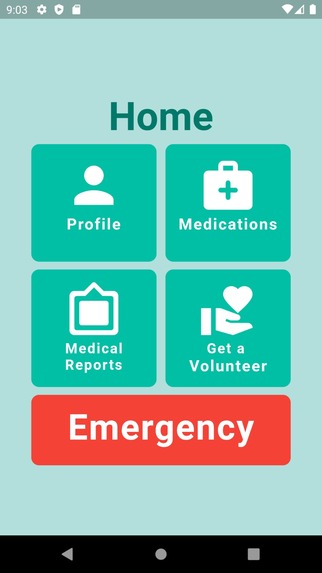 9:03
Home
Profile
Medications
Medical
Reports
Get a
Volunteer
Emergency